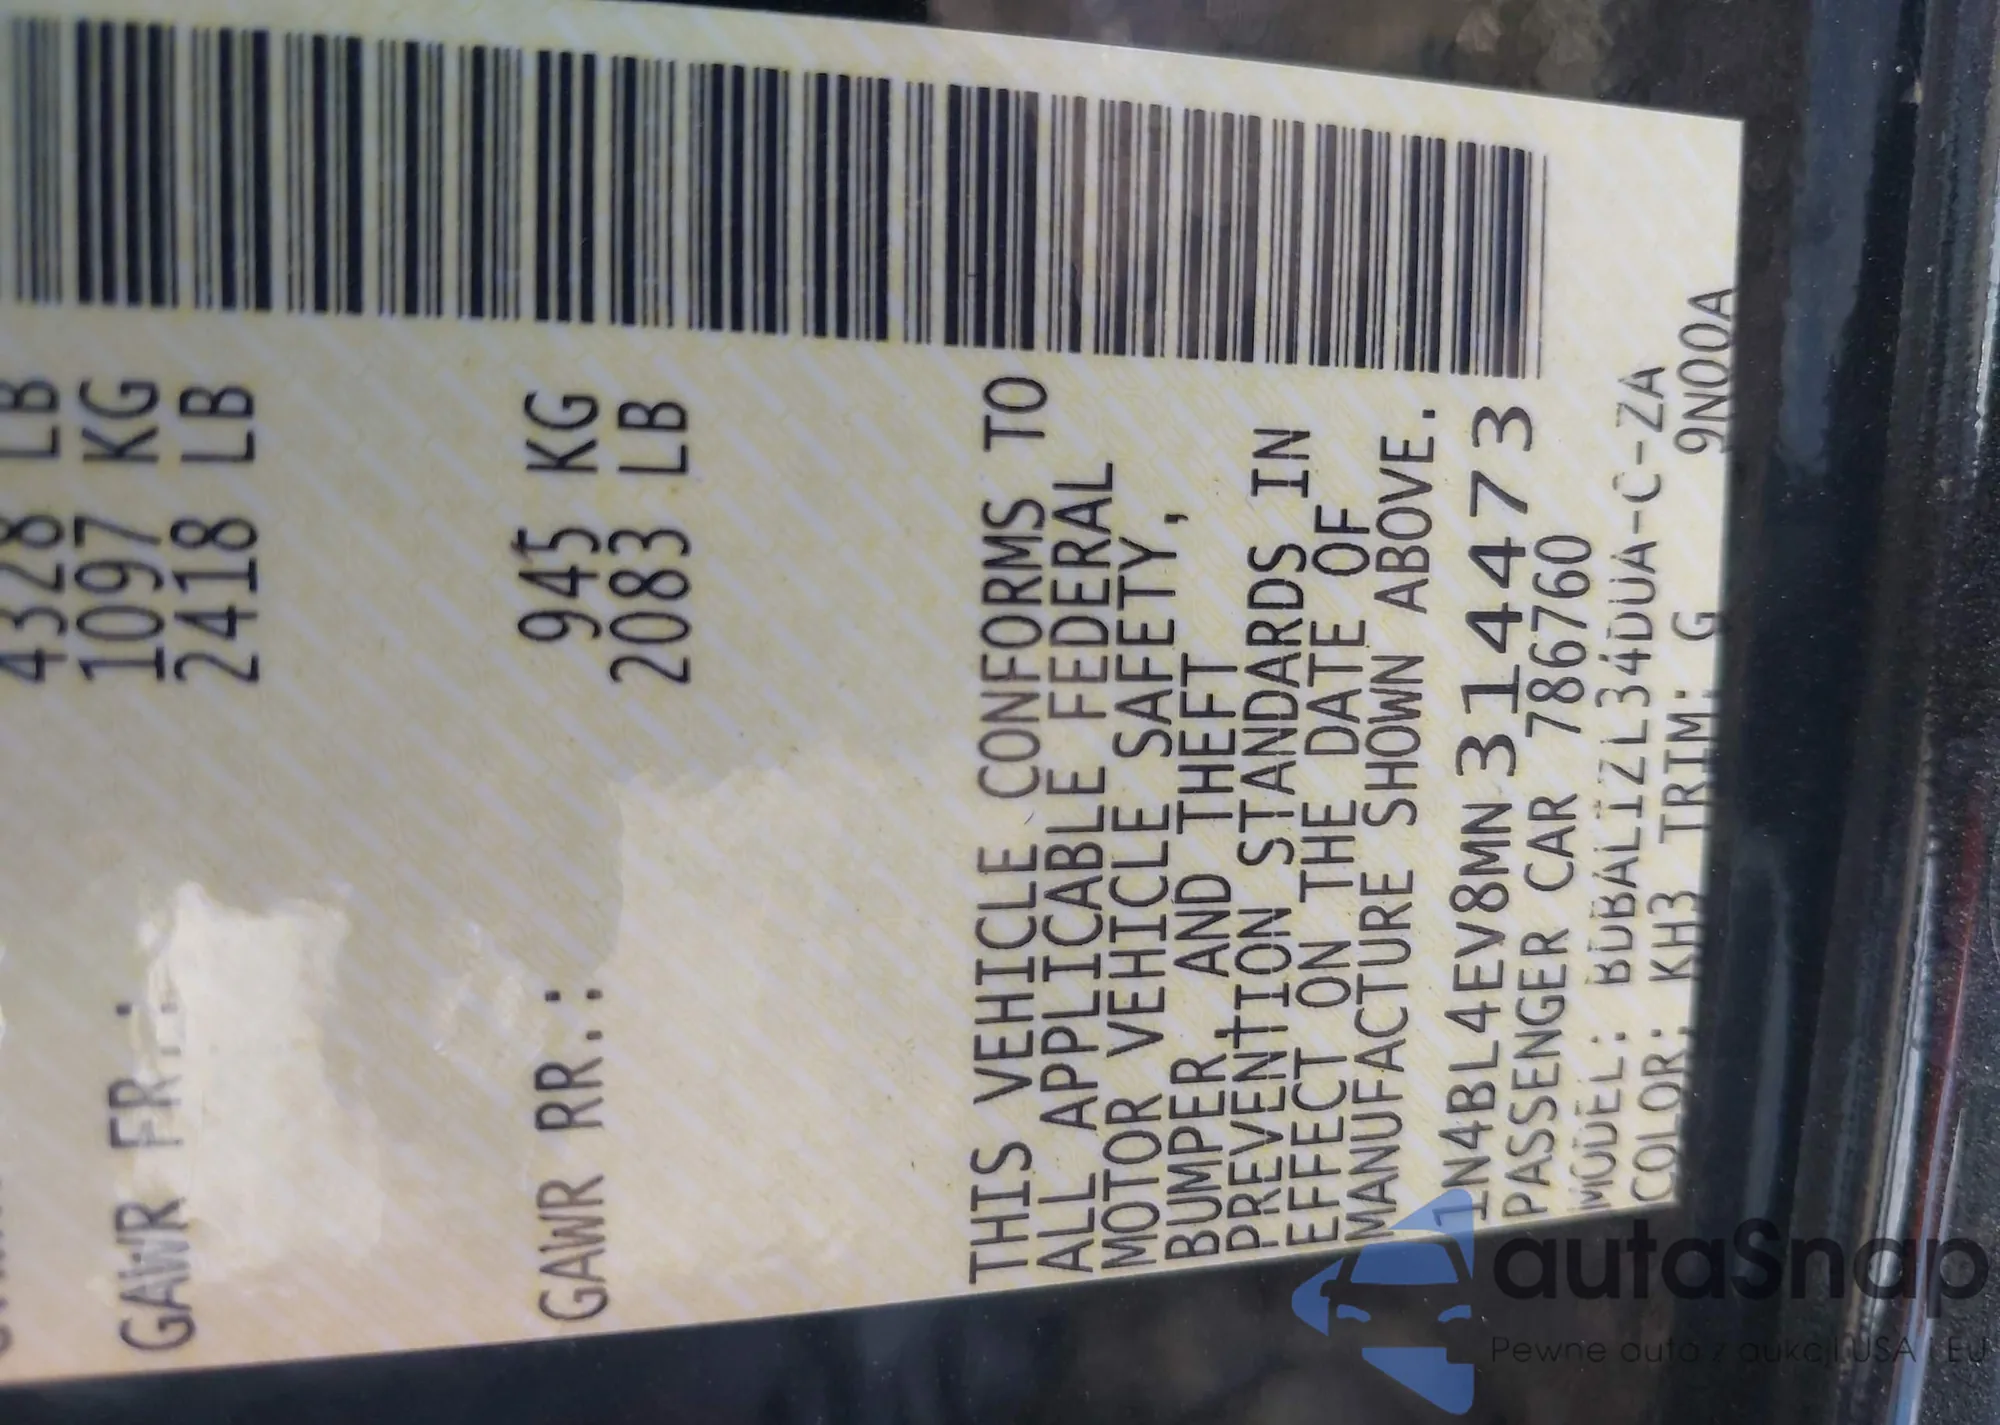 4328 LB
GAWR FR.: 1097 KG
2418 LB
GAWR RR.: 945 KG
2083 LB
THIS VEHICLE CONFORMS TO
ALL APPLICABLE FEDERAL
MOTOR VEHICLE SAFETY,
BUMPER AND THEFT
PREVENTION STANDARDS IN
EFFECT ON THE DATE OF
MANUFACTURE SHOWN ABOVE.
1N4BL4EV8MN314473
PASSENGER CAR 786760
MODEL: BDBALIZL34DUA-C-ZA
COLOR: KH3 TRIM: G 9N00A
autaSnap
Pewne auta z aukcji USA i EU